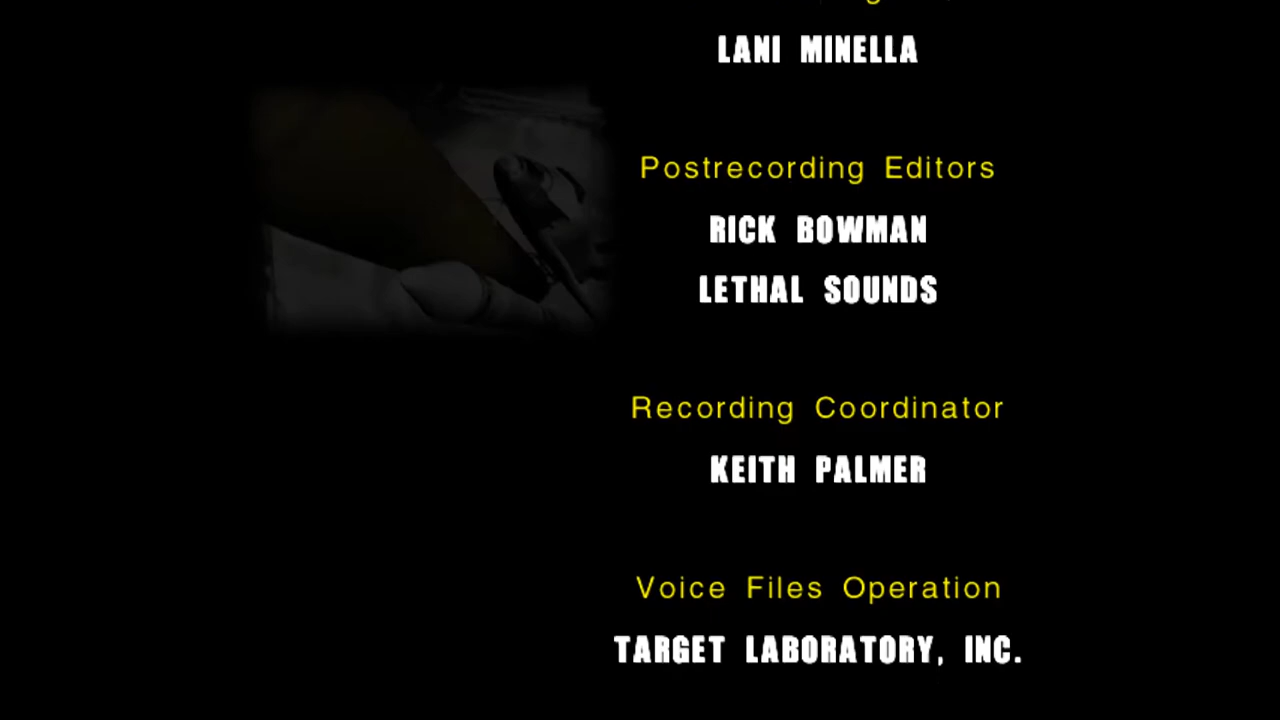 LANI MINELLA
Postrecording Editors
RICK BOWMAN
LETHAL SOUNDS
Recording Coordinator
KEITH PALMER
Voice Files Operation
TARGET LABORATORY, INC.